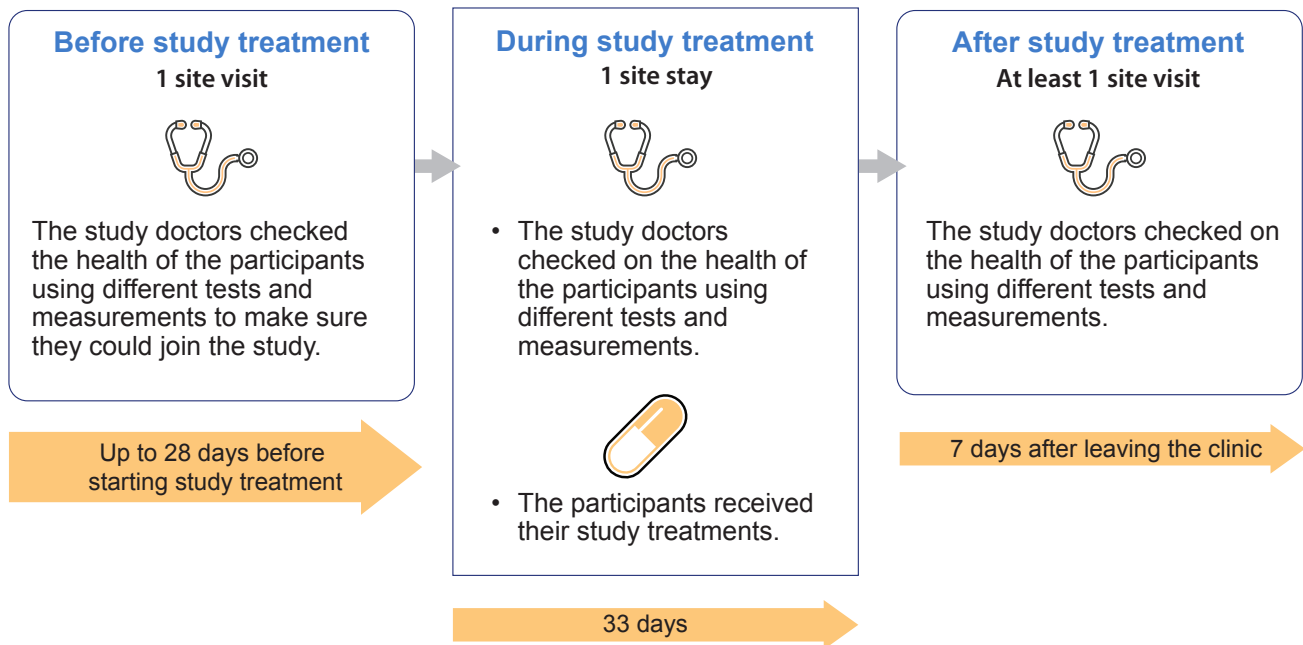 Before study treatment
1 site visit
The study doctors checked
the health of the participants
using different tests and
measurements to make sure
they could join the study.
Up to 28 days before
starting study treatment
During study treatment
1 site stay
• The study doctors
checked on the health of
the participants using
different tests and
measurements.
• The participants received
their study treatments.
33 days
After study treatment
At least 1 site visit
The study doctors checked on
the health of the participants
using different tests and
measurements.
7 days after leaving the clinic